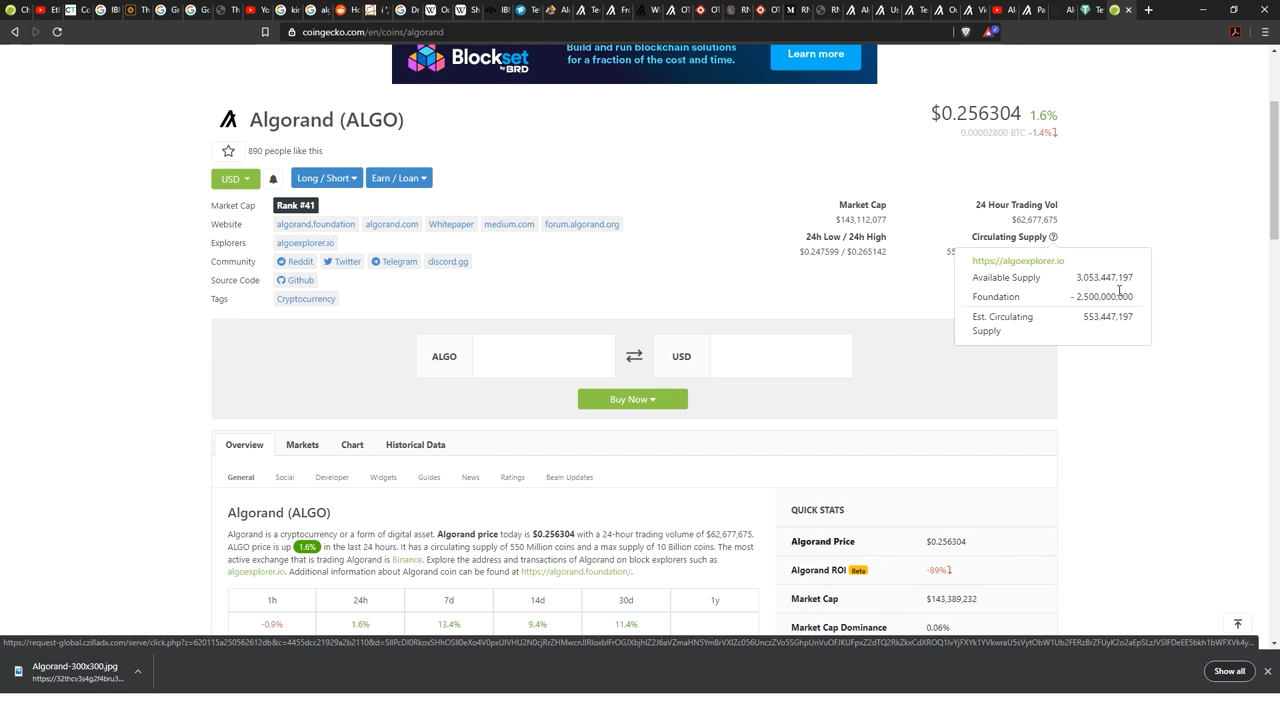 coingecko.com/en/coins/algorand
Blockset
by BRD
Build and run blockchain solutions
for a fraction of the cost and time.
Learn more
Algorand (ALGO)
$0.256304 1.6%
0.00002800 BTC -1.4%
890 people like this
USD
Long / Short
Earn / Loan
Market Cap Rank #41
Website algorand.foundation algorand.com Whitepaper medium.com forum.algorand.org
Explorers algoexplorer.io
Community Reddit Twitter Telegram discord.gg
Source Code Github
Tags Cryptocurrency
Market Cap
$143,112,077
24 Hour Trading Vol
$62,677,675
24h Low / 24h High
$0.247599 / $0.265142
Circulating Supply
https://algoexplorer.io
Available Supply 3,053,447,197
Foundation - 2,500,000,000
Est. Circulating 553,447,197
Supply
ALGO
USD
Buy Now
Overview Markets Chart Historical Data
General Social Developer Widgets Guides News Ratings Beam Updates
Algorand (ALGO)
Algorand is a cryptocurrency or a form of digital asset. Algorand price today is $0.256304 with a 24-hour trading volume of $62,677,675.
ALGO price is up 1.6% in the last 24 hours. It has a circulating supply of 550 Million coins and a max supply of 10 Billion coins. The most
active exchange that is trading Algorand is Binance. Explore the address and transactions of Algorand on block explorers such as
algoexplorer.io. Additional information about Algorand coin can be found at https://algorand.foundation/.
1h 24h 7d 14d 30d 1y
-0.9% 1.6% 13.4% 9.4% 11.4%
QUICK STATS
Algorand Price $0.256304
Algorand ROI Beta -89%
Market Cap $143,389,232
Market Cap Dominance 0.06%
Algorand-300x300.jpg
https://32thcv3s4g2f4bru3...
Show all